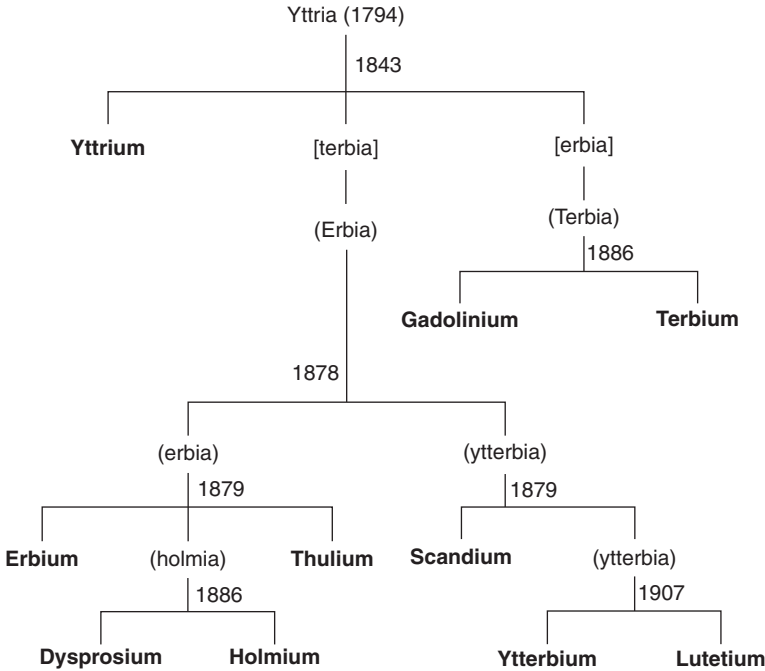 Yttria (1794)
1843
Yttrium
[terbia]
[erbia]
(Erbia)
(Terbia)
1886
Gadolinium
Terbium
1878
(erbia)
(ytterbia)
1879
1879
Erbium
(holmia)
Thulium
Scandium
(ytterbia)
1886
1907
Dysprosium
Holmium
Ytterbium
Lutetium